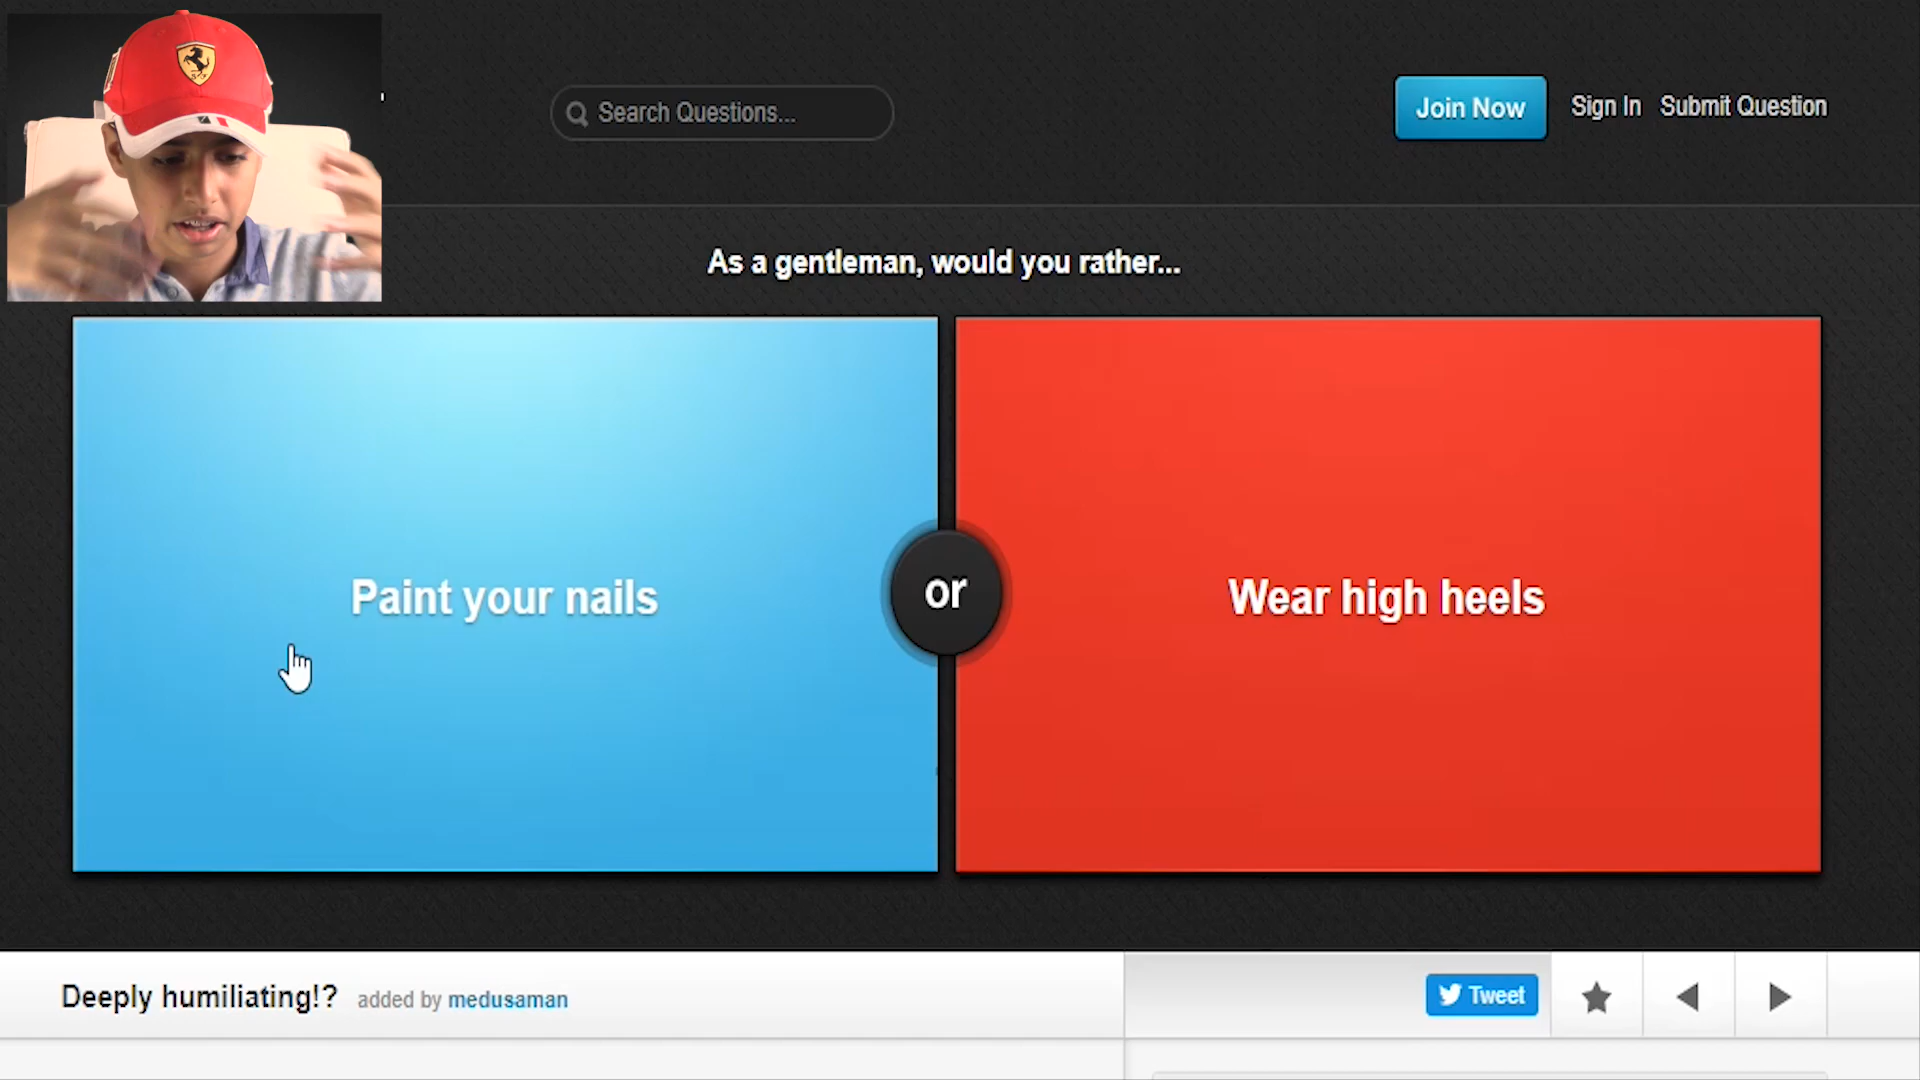 Search Questions...
Join Now
Sign In
Submit Question
As a gentleman, would you rather...
Paint your nails
or
Wear high heels
Deeply humiliating!? added by medusaman
Tweet